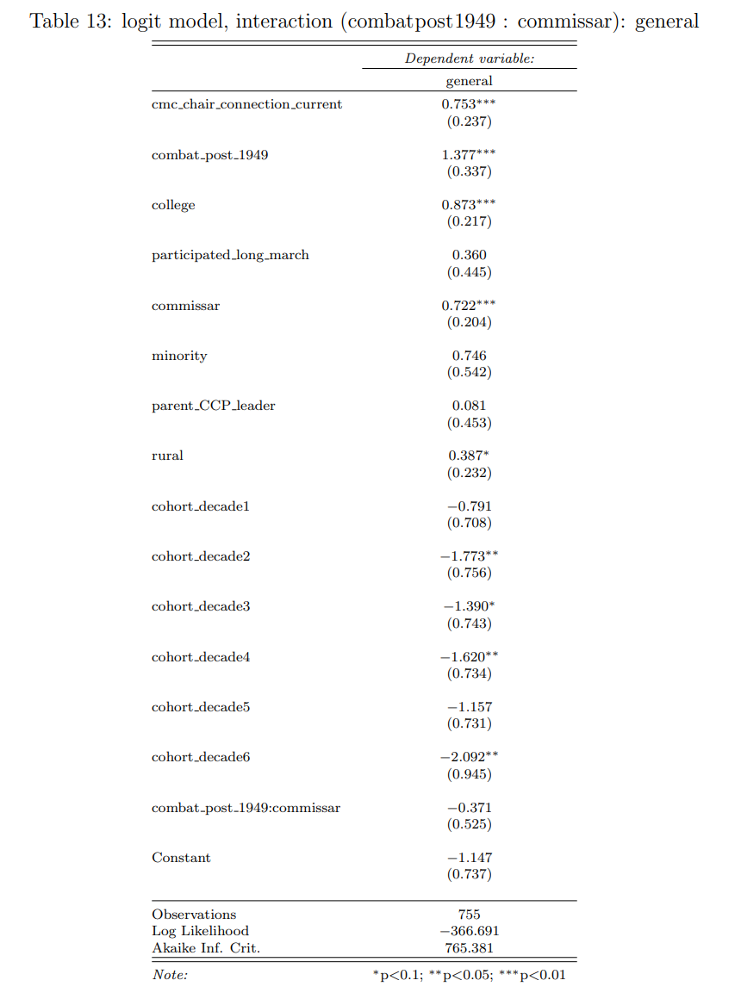 Table 13: logit model, interaction (combatpost1949 : commissar): general
Dependent variable:
general
cmc_chair_connection_current 0.753***
(0.237)
combat_post_1949 1.377***
(0.337)
college 0.873***
(0.217)
participated_long_march 0.360
(0.445)
commissar 0.722***
(0.204)
minority 0.746
(0.542)
parent_CCP_leader 0.081
(0.453)
rural 0.387*
(0.232)
cohort_decade1 −0.791
(0.708)
cohort_decade2 −1.773**
(0.756)
cohort_decade3 −1.390*
(0.743)
cohort_decade4 −1.620**
(0.734)
cohort_decade5 −1.157
(0.731)
cohort_decade6 −2.092**
(0.945)
combat_post_1949:commissar −0.371
(0.525)
Constant −1.147
(0.737)
Observations 755
Log Likelihood −366.691
Akaike Inf. Crit. 765.381
Note: *p<0.1; **p<0.05; ***p<0.01